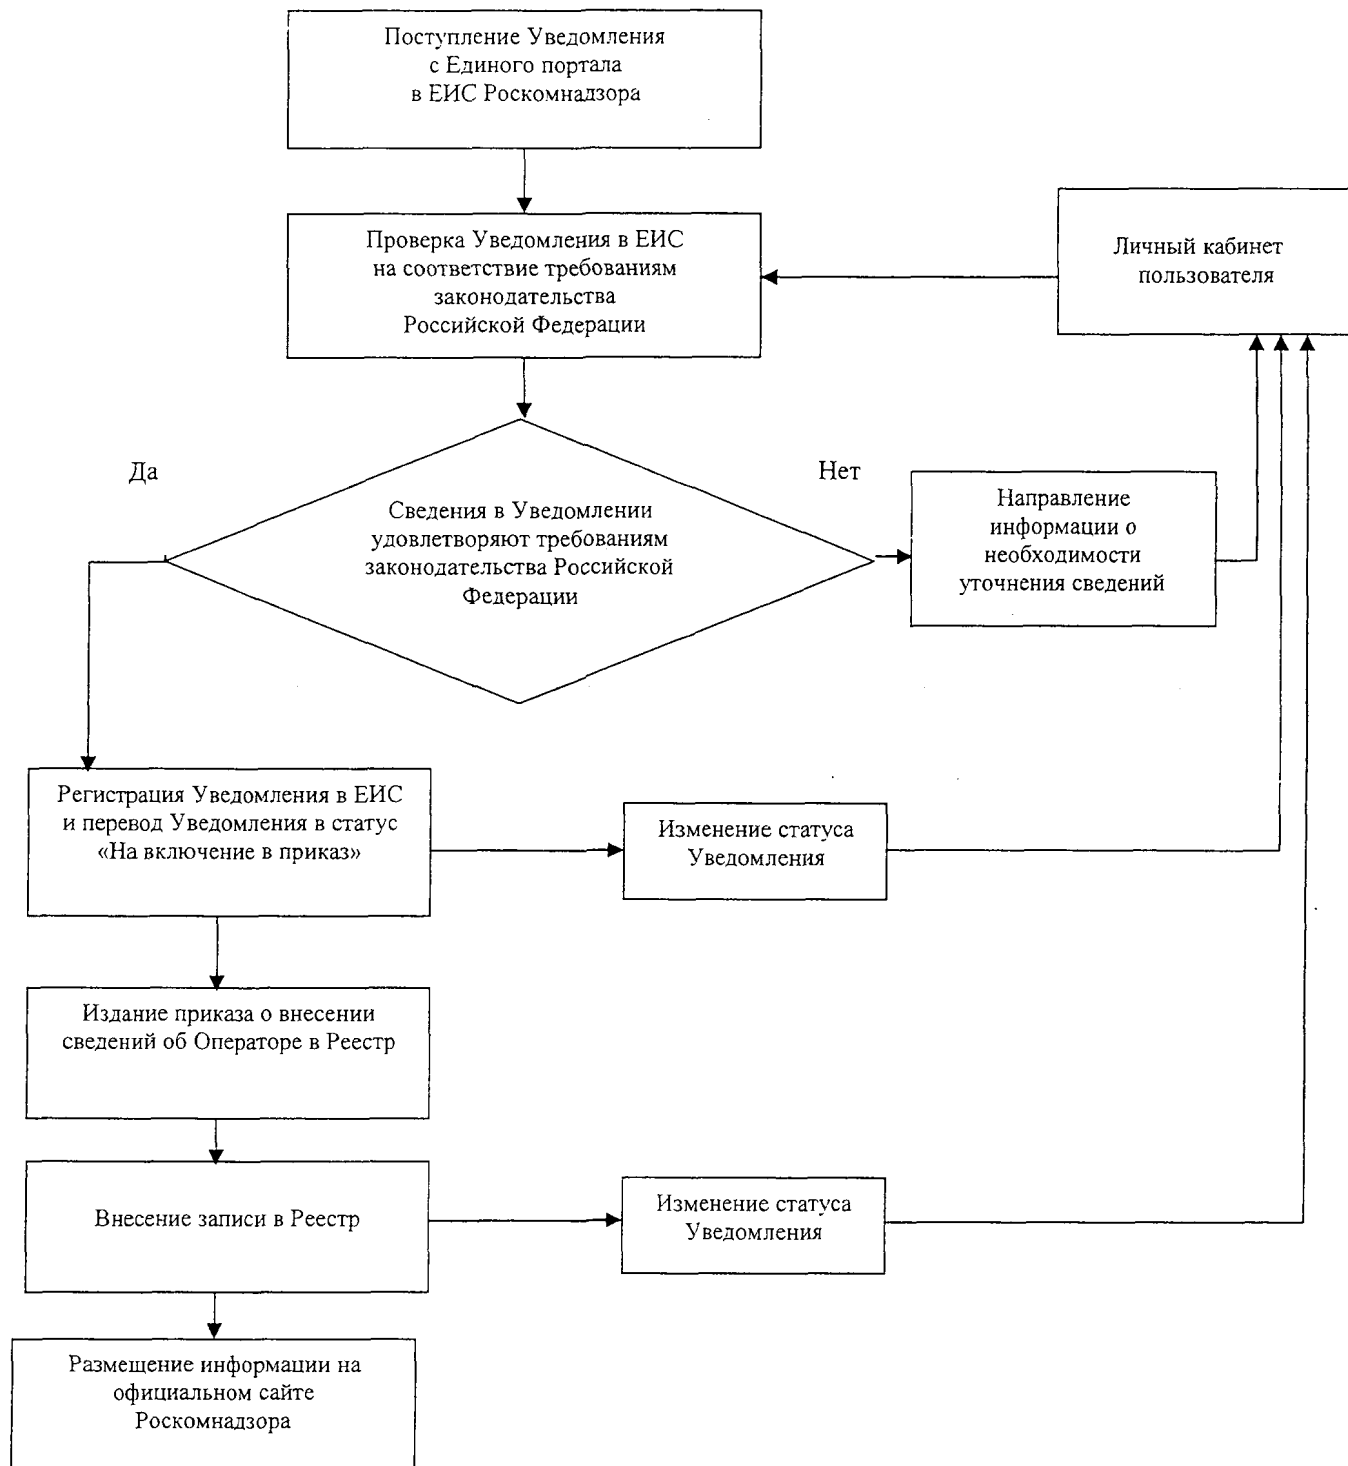 Поступление Уведомления
с Единого портала
в ЕИС Роскомнадзора
Проверка Уведомления в ЕИС
на соответствие требованиям
законодательства
Российской Федерации
Личный кабинет
пользователя
Да
Нет
Сведения в Уведомлении
удовлетворяют требованиям
законодательства Российской
Федерации
Направление
информации о
необходимости
уточнения сведений
Регистрация Уведомления в ЕИС
и перевод Уведомления в статус
«На включение в приказ»
Изменение статуса
Уведомления
Издание приказа о внесении
сведений об Операторе в Реестр
Внесение записи в Реестр
Изменение статуса
Уведомления
Размещение информации на
официальном сайте
Роскомнадзора